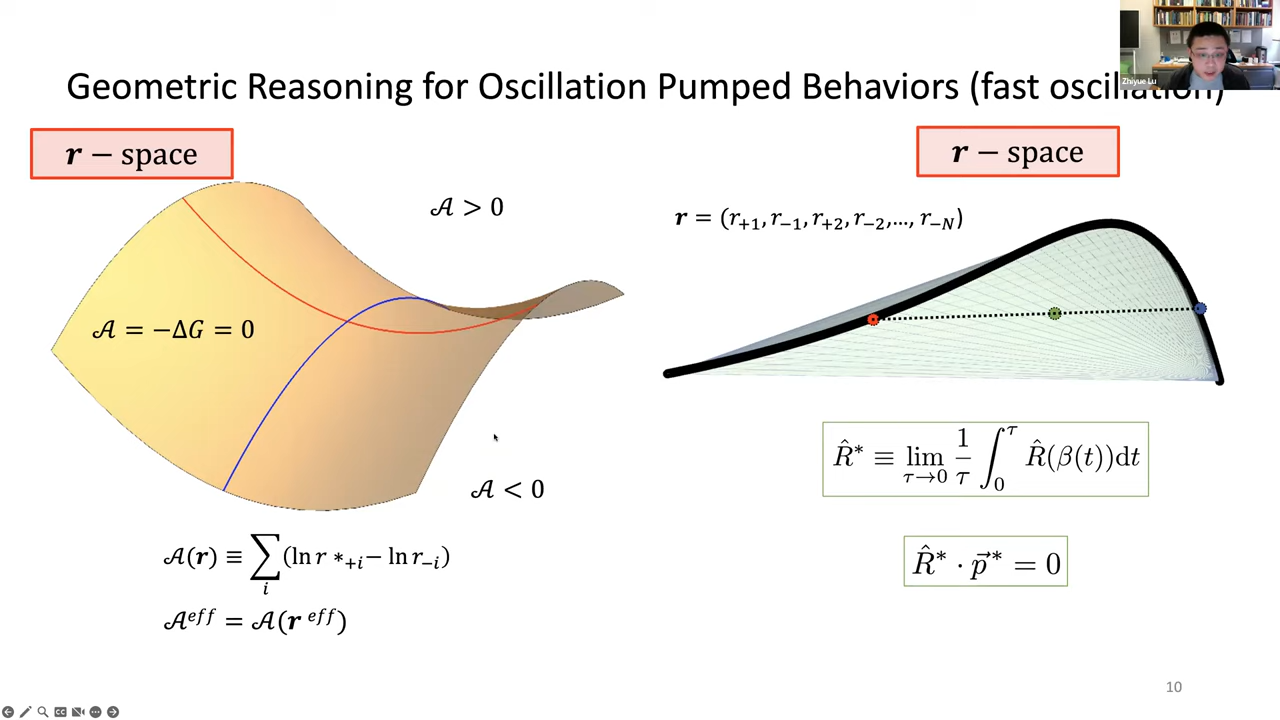 Zhiyue Lu
Geometric Reasoning for Oscillation Pumped Behaviors (fast oscillation)
r − space
r − space
𝒜 > 0
r = (r₊₁, r₋₁, r₊₂, r₋₂,..., r₋N)
𝒜 = −ΔG = 0
𝒜 < 0
R̂* ≡ lim_{τ→0} 1/τ ∫₀^τ R̂(β(t))dt
𝒜(r) ≡ ∑ᵢ (ln r *₊ᵢ − ln r₋ᵢ)
R̂* · p⃗* = 0
𝒜^{eff} = 𝒜(r^{eff})
10
CC